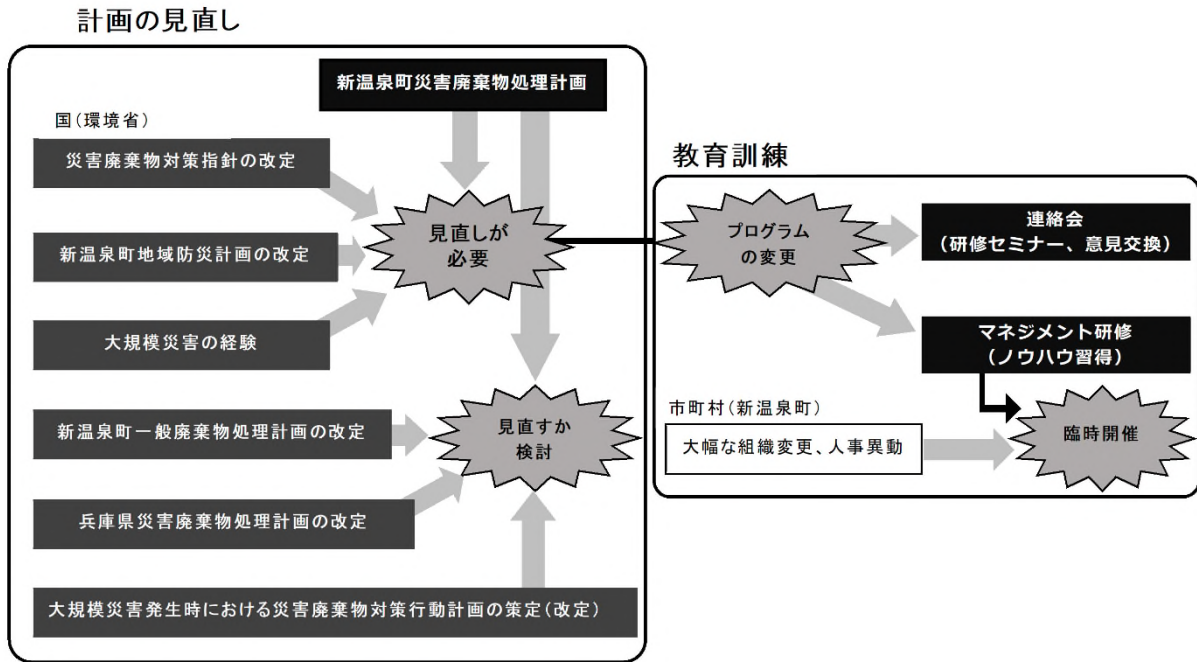 計画の見直し
新温泉町災害廃棄物処理計画
国(環境省)
災害廃棄物対策指針の改定
新温泉町地域防災計画の改定
大規模災害の経験
見直しが
必要
新温泉町一般廃棄物処理計画の改定
兵庫県災害廃棄物処理計画の改定
見直すか
検討
大規模災害発生時における災害廃棄物対策行動計画の策定(改定)
教育訓練
プログラム
の変更
連絡会
(研修セミナー、意見交換)
マネジメント研修
(ノウハウ習得)
市町村(新温泉町)
大幅な組織変更、人事異動
臨時開催